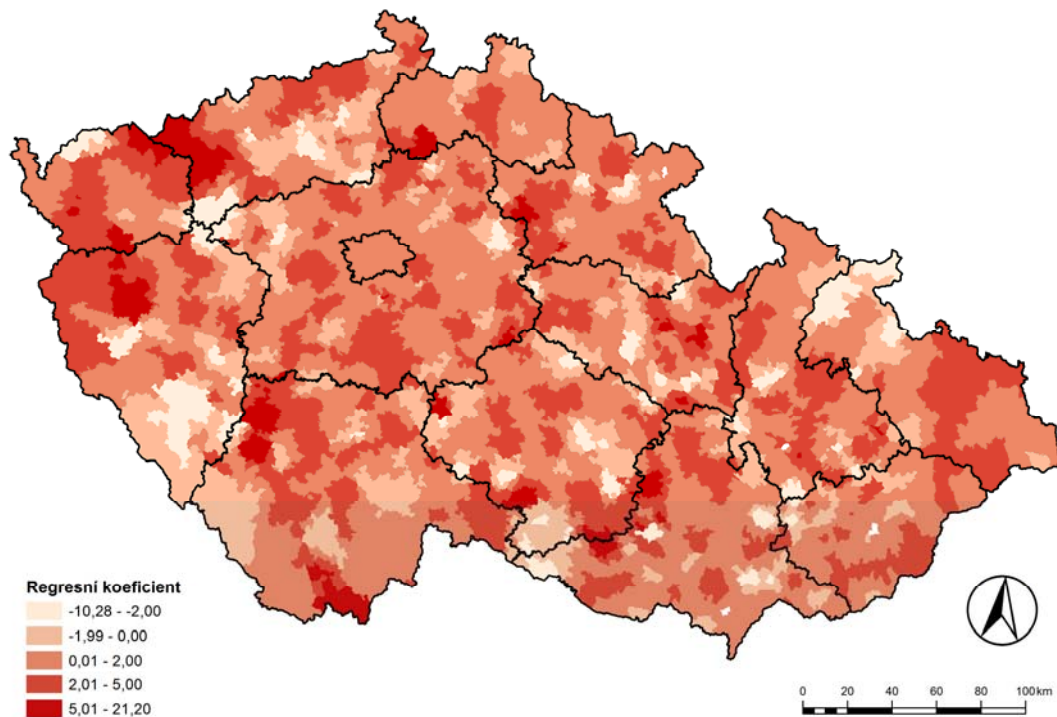 Regresní koeficient
-10,28 - -2,00
-1,99 - 0,00
0,01 - 2,00
2,01 - 5,00
5,01 - 21,20
0 20 40 60 80 100 km